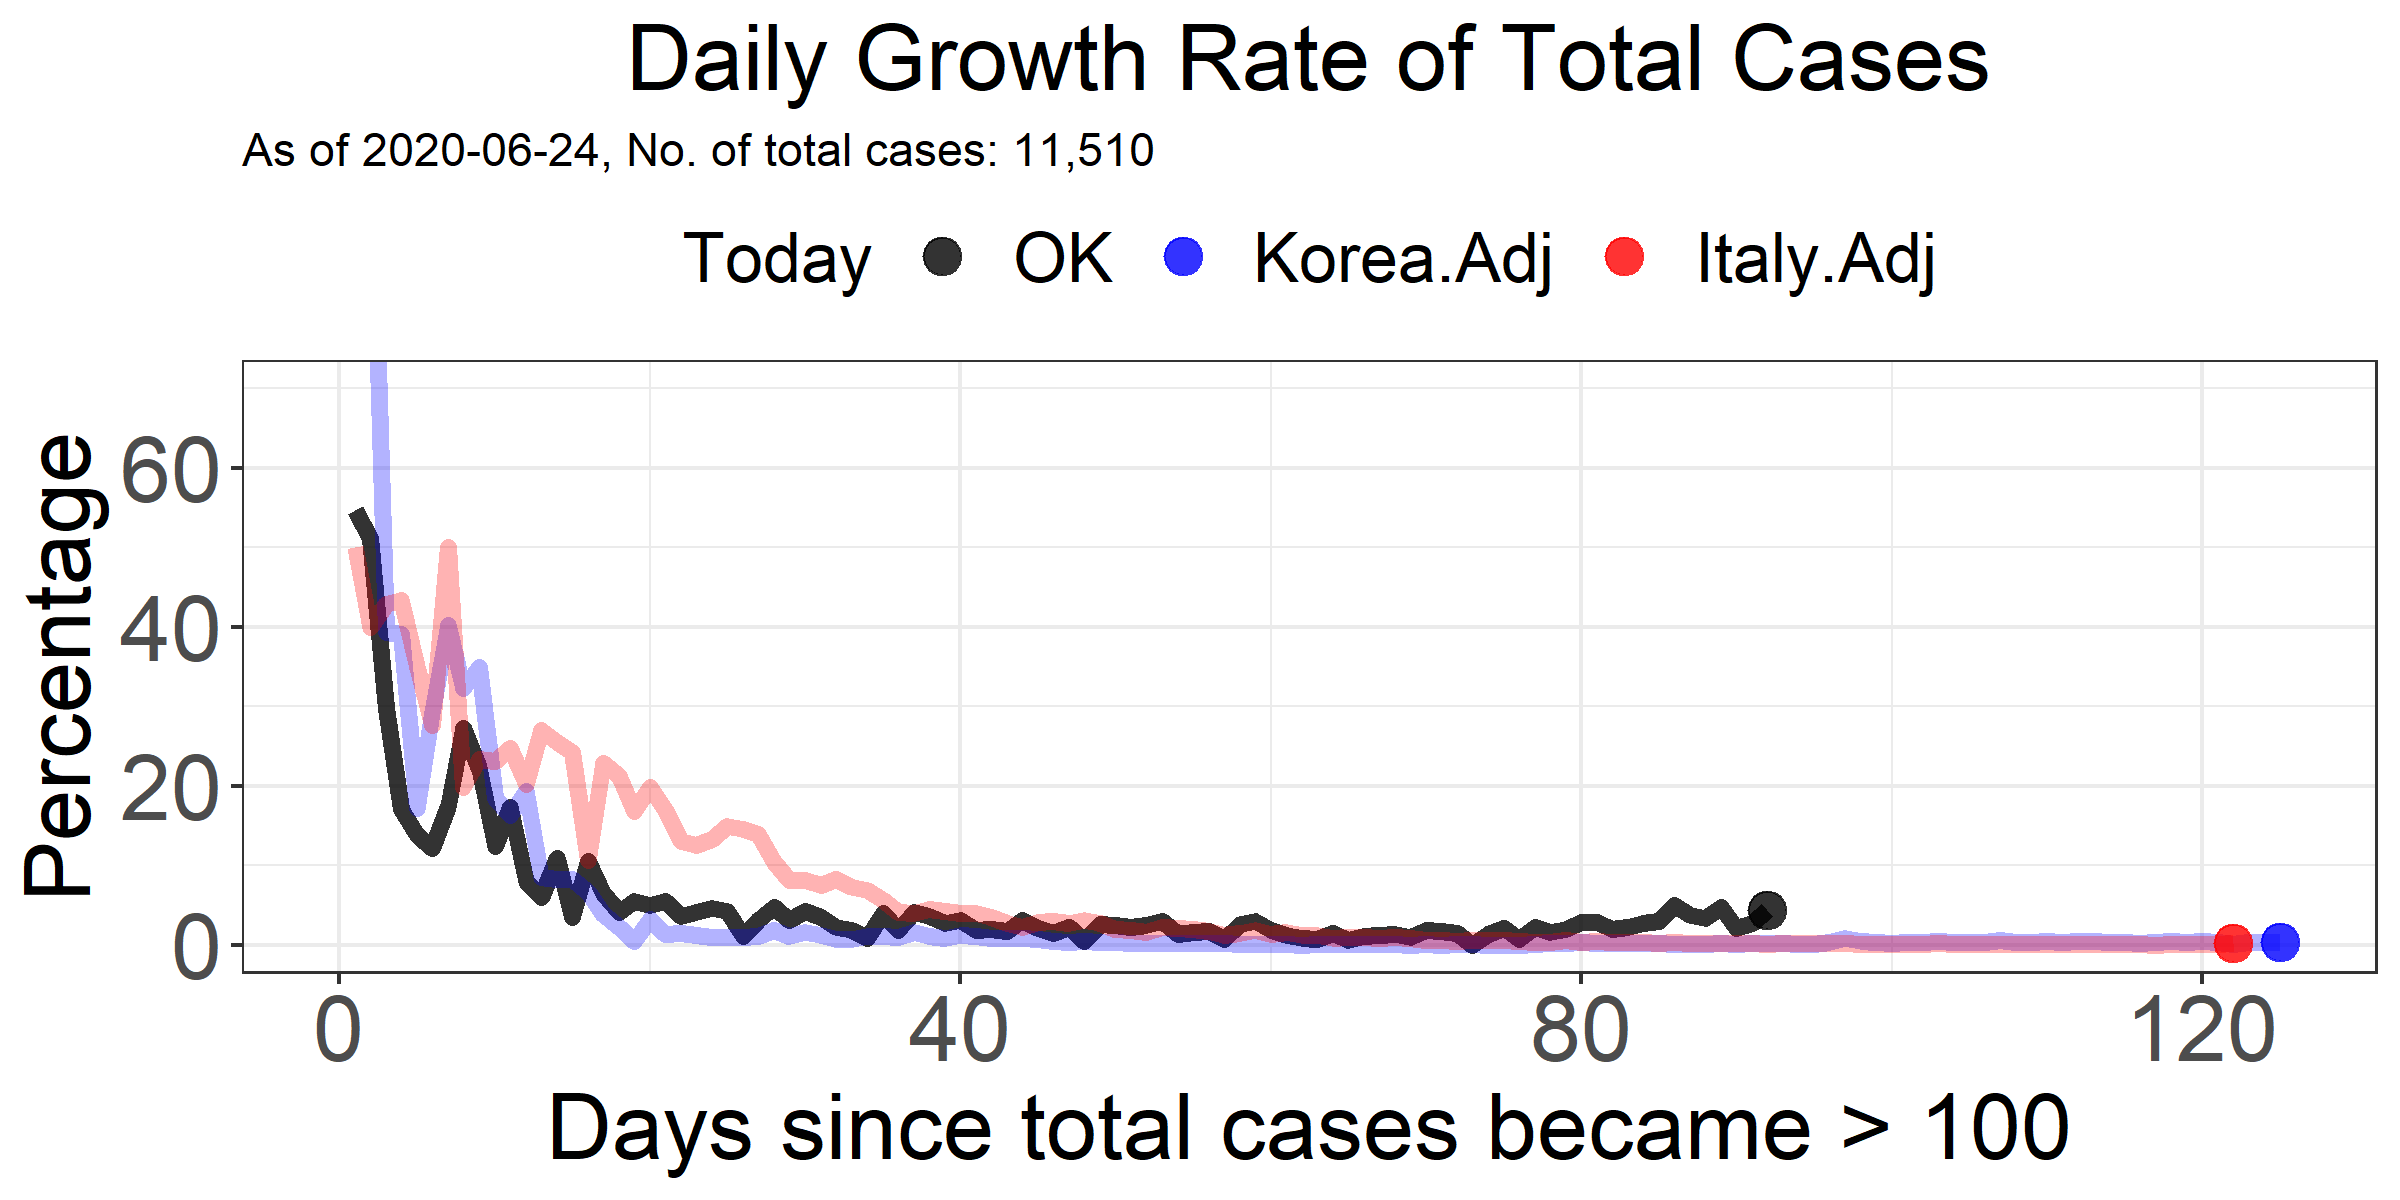 Daily Growth Rate of Total Cases
As of 2020-06-24, No. of total cases: 11,510
Today OK Korea.Adj Italy.Adj
Percentage
60
40
20
0
0 40 80 120
Days since total cases became > 100